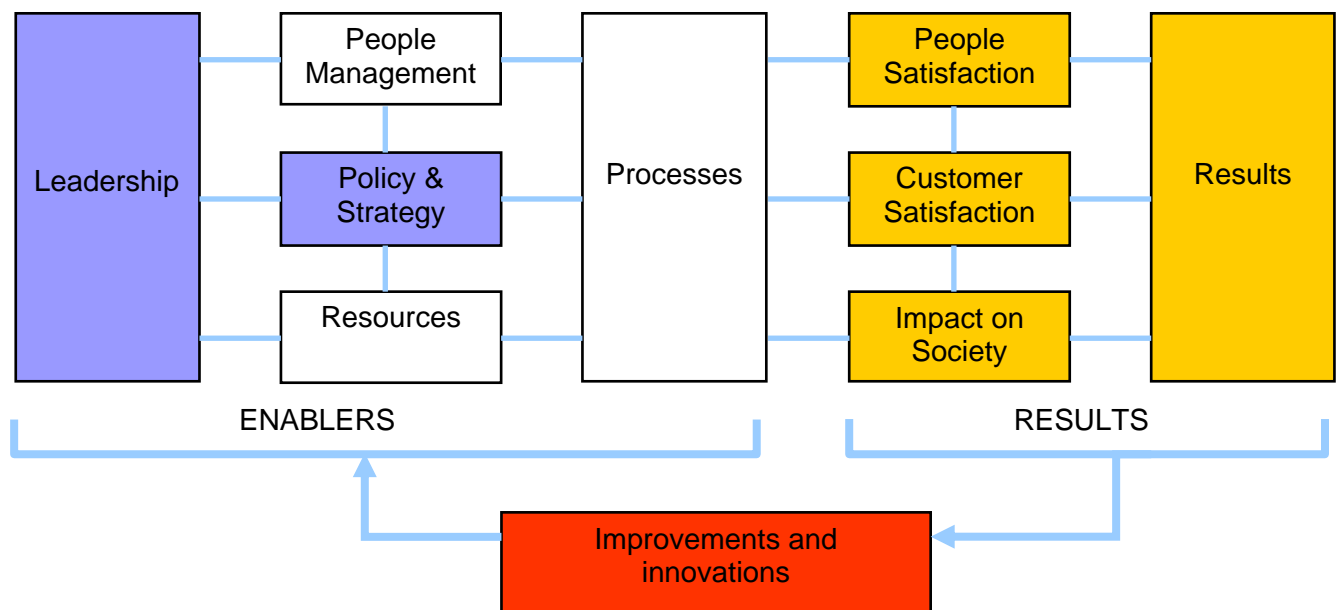 Leadership
People
Management
Policy &
Strategy
Resources
Processes
People
Satisfaction
Customer
Satisfaction
Impact on
Society
Results
ENABLERS
RESULTS
Improvements and
innovations